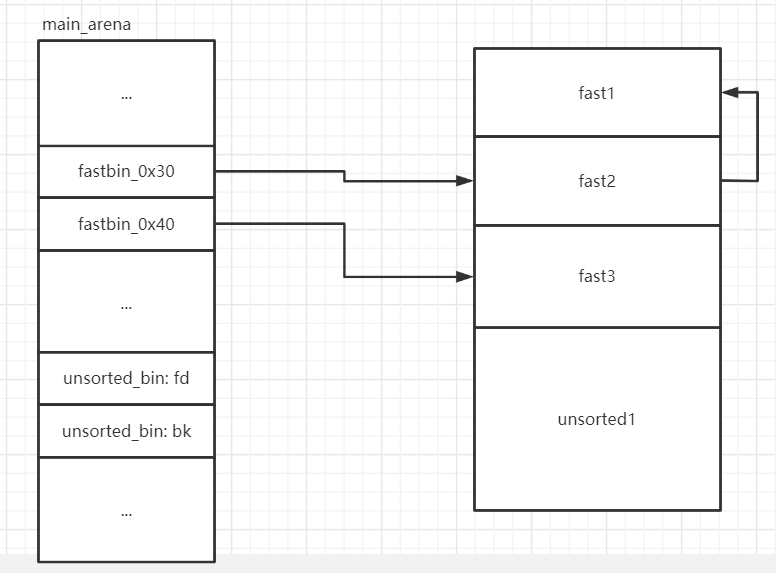 main_arena
...
fastbin_0x30
fastbin_0x40
...
unsorted_bin: fd
unsorted_bin: bk
...
fast1
fast2
fast3
unsorted1